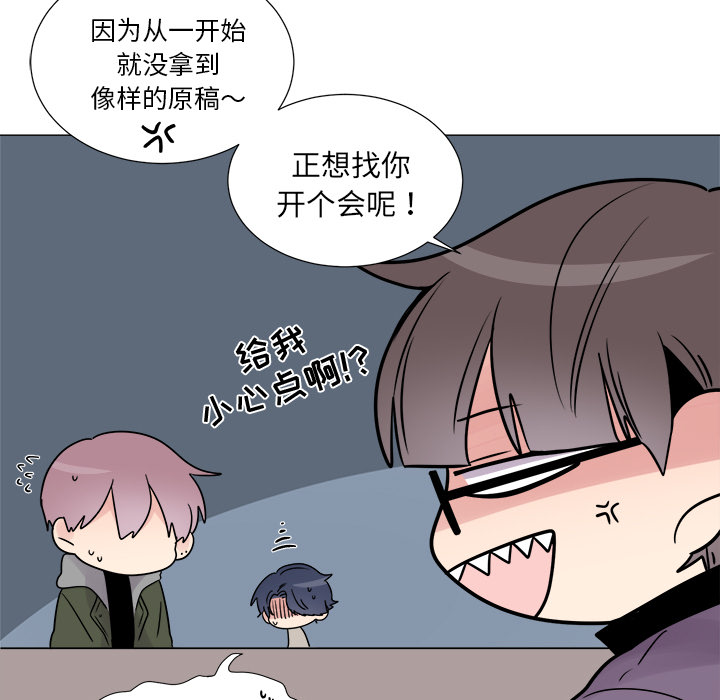 因为从一开始
就没拿到
像样的原稿～
正想找你
开个会呢！
给我
小心点啊!?